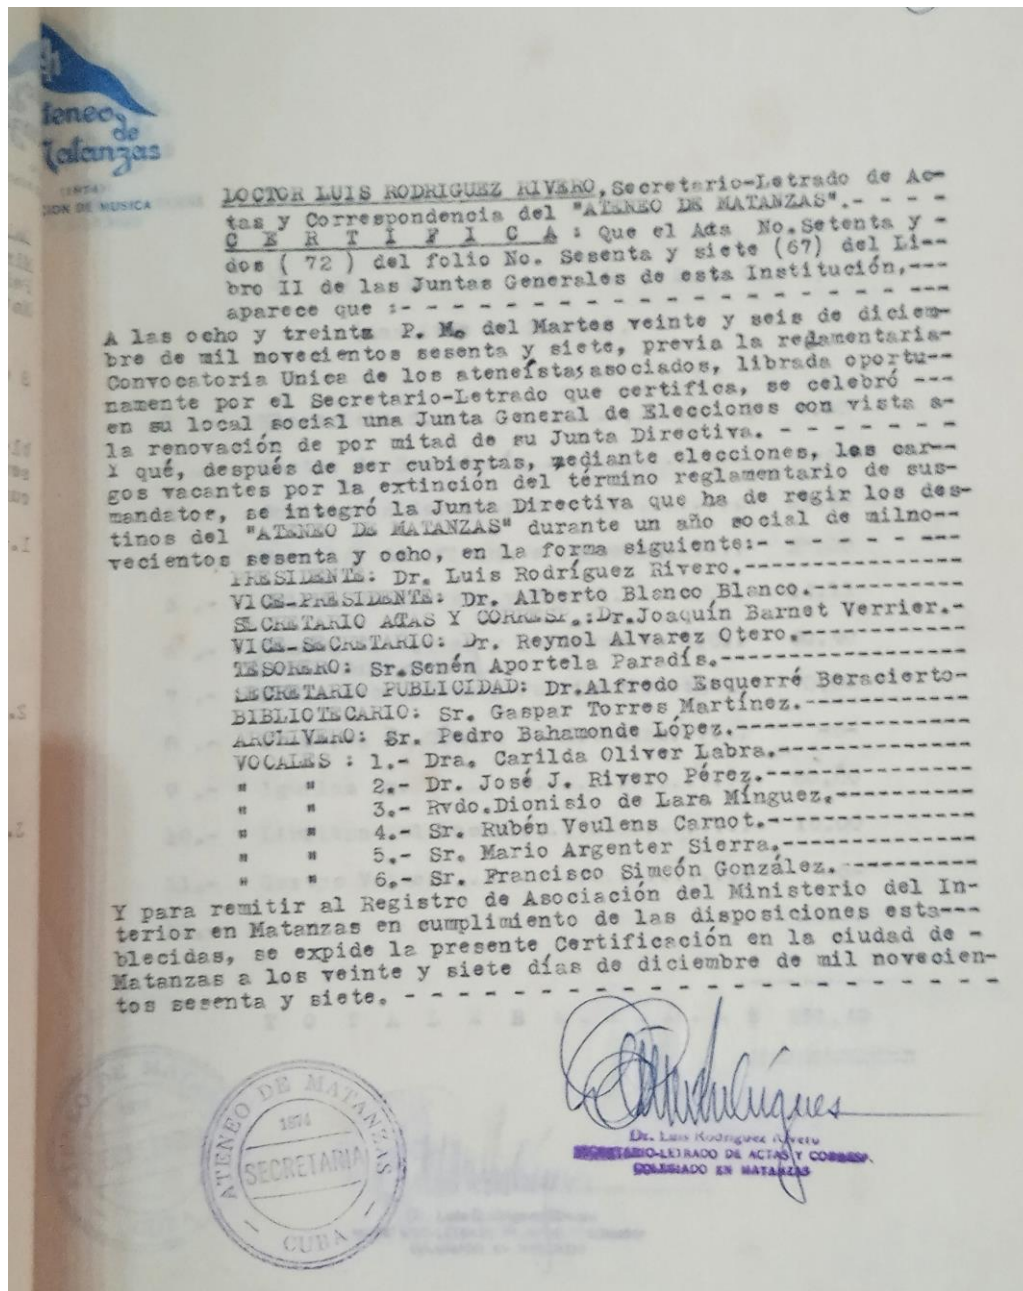 teneo
de
Matanzas
(1874)
CION DE MUSICA
LOCTOR LUIS RODRIGUEZ RIVERO, Secretario-Letrado de Ac-
tas y Correspondencia del "ATENEO DE MATANZAS".- - - -
C E R T I F I C A : Que el Ada No. Setenta y -
dos ( 72 ) del folio No. Sesenta y siete (67) del Li--
bro II de las Juntas Generales de esta Institución,---
aparece que :- - - - - - - - - - - - - - - - - - ---
A las ocho y treinta P. M. del Martes veinte y seis de diciem-
bre de mil novecientos sesenta y siete, previa la reglamentaria-
Convocatoria Unica de los ateneístas asociados, librada oportu--
namente por el Secretario-Letrado que certifica, se celebró ---
en su local social una Junta General de Elecciones con vista a-
la renovación de por mitad de su Junta Directiva. - - - - - - -
Y qué, después de ser cubiertas, mediante elecciones, los car--
gos vacantes por la extinción del término reglamentario de sus-
mandatos, se integró la Junta Directiva que ha de regir los des-
tinos del "ATENEO DE MATANZAS" durante un año social de milno--
vecientos sesenta y ocho, en la forma siguiente:- - - - - - ---
PRESIDENTE: Dr. Luis Rodríguez Rivero.---------------
VICE-PRESIDENTE: Dr. Alberto Blanco Blanco.----------
SECRETARIO ACTAS Y CORRESP.:Dr.Joaquín Barnet Verrier.-
VICE-SECRETARIO: Dr. Reynol Alvarez Otero.------------
TESORERO: Sr.Senén Aportela Paradís.------------------
SECRETARIO PUBLICIDAD: Dr.Alfredo Esquerré Beracierto-
BIBLIOTECARIO: Sr. Gaspar Torres Martínez.------------
ARCHIVERO: Sr. Pedro Bahamonde López.-----------------
VOCALES : 1.- Dra. Carilda Oliver Labra.--------------
" " 2.- Dr. José J. Rivero Pérez.---------------
" " 3.- Rvdo.Dionisio de Lara Mínguez.----------
" " 4.- Sr. Rubén Veulens Carnot.---------------
" " 5.- Sr. Mario Argenter Sierra.--------------
" " 6.- Sr. Francisco Simeón González.----------
Y para remitir al Registro de Asociación del Ministerio del In-
terior en Matanzas en cumplimiento de las disposiciones esta---
blecidas, se expide la presente Certificación en la ciudad de -
Matanzas a los veinte y siete días de diciembre de mil novecien-
tos sesenta y siete. - - - - - - - - - - - - - - - - - - - -
ATENEO DE MATANZAS
1874
SECRETARIA
CUBA
Dr. Luis Rodríguez Rivero
SECRETARIO-LETRADO DE ACTAS Y CORRESP.
COLEGIADO EN MATANZAS